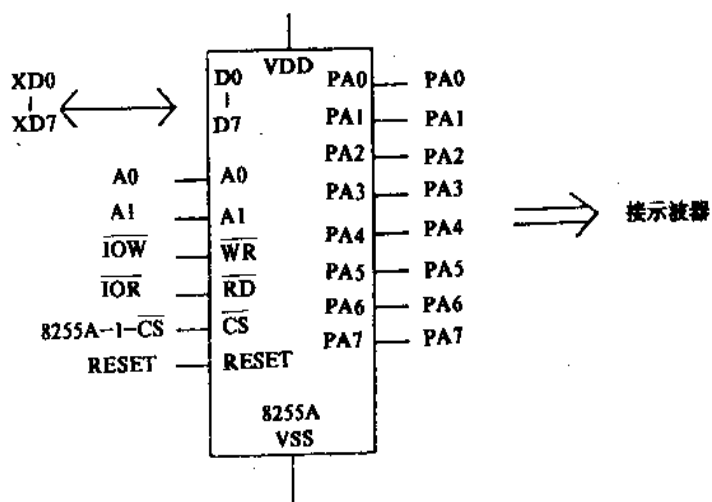 XD0
XD7
A0
A1
IOW
IOR
8255A-1-CS
RESET
VDD
D0
D7
A0
A1
WR
RD
CS
RESET
8255A
VSS
PA0
PA1
PA2
PA3
PA4
PA5
PA6
PA7
PA0
PA1
PA2
PA3
PA4
PA5
PA6
PA7
接示波器